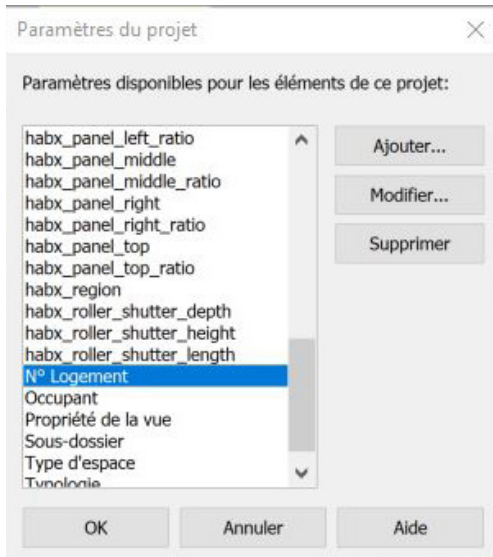 Paramètres du projet
Paramètres disponibles pour les éléments de ce projet:
habx_panel_left_ratio
habx_panel_middle
habx_panel_middle_ratio
habx_panel_right
habx_panel_right_ratio
habx_panel_top
habx_panel_top_ratio
habx_region
habx_roller_shutter_depth
habx_roller_shutter_height
habx_roller_shutter_length
N° Logement
Occupant
Propriété de la vue
Sous-dossier
Type d'espace
Typologie
Ajouter...
Modifier...
Supprimer
OK
Annuler
Aide